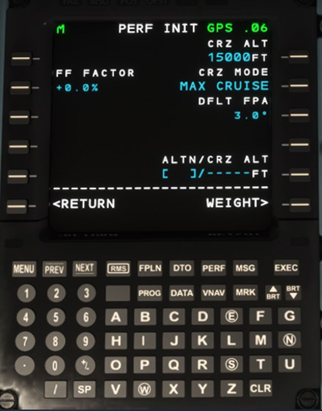 M PERF INIT GPS .06
CRZ ALT
15000FT
FF FACTOR CRZ MODE
+0.0% MAX CRUISE
DFLT FPA
3.0°
ALTN/CRZ ALT
[ ]/-----FT
<RETURN WEIGHT>
MENU PREV NEXT RMS FPLN DTO PERF MSG EXEC
1 2 3 PROG DATA VNAV MRK BRT BRT
4 5 6 A B C D E F G
7 8 9 H I J K L M N
. 0 O P Q R S T U
/ SP V W X Y Z CLR